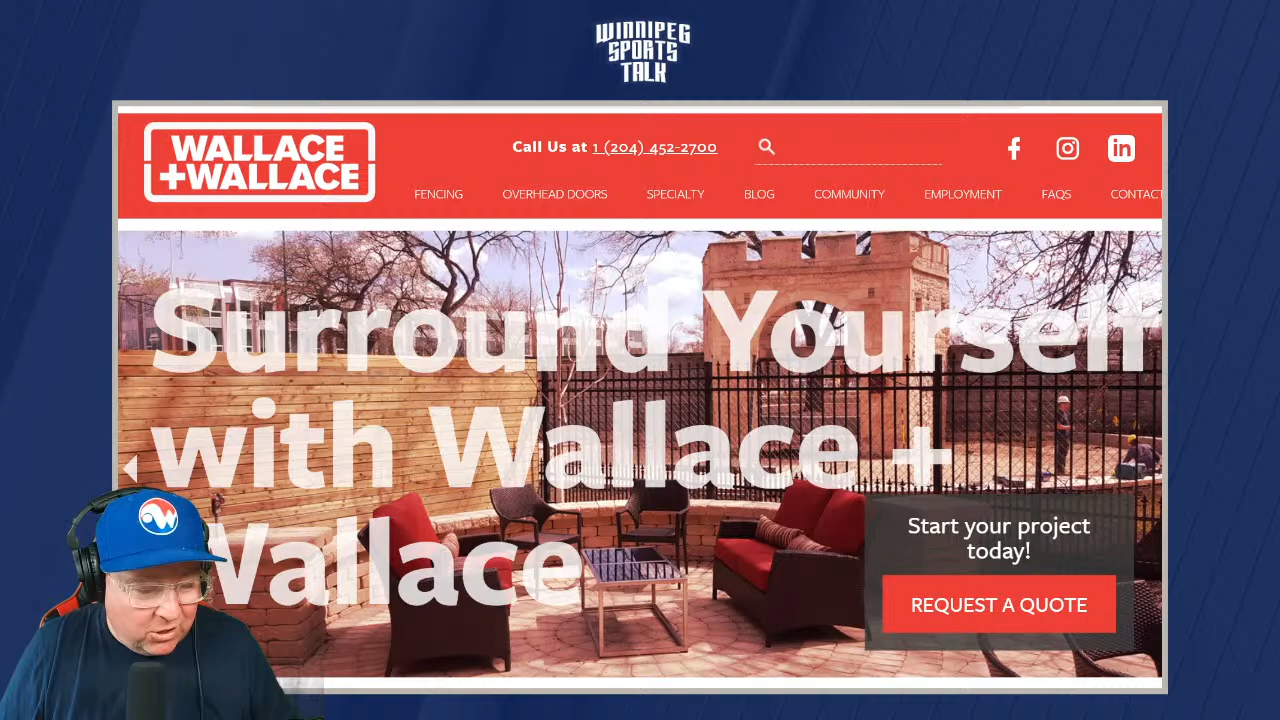 WINNIPEG
SPORTS
TALK
WALLACE
+WALLACE
Call Us at 1 (204) 452-2700
FENCING OVERHEAD DOORS SPECIALTY BLOG COMMUNITY EMPLOYMENT FAQS CONTACT
Surround Yourself
with Wallace +
Wallace
Start your project
today!
REQUEST A QUOTE